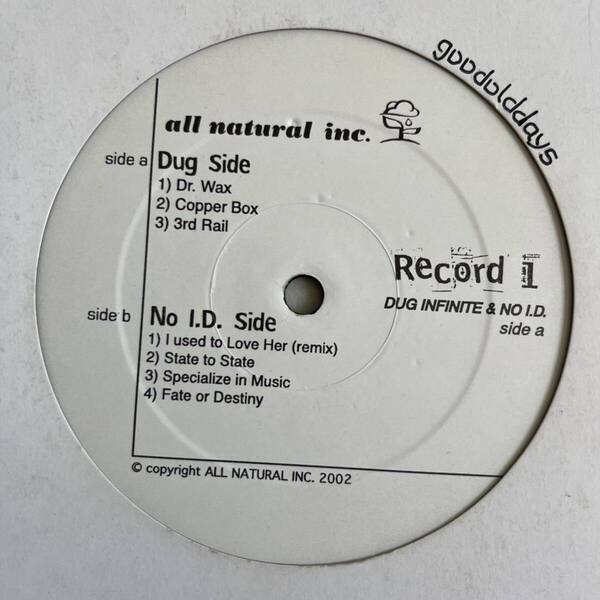 goodolddays
all natural inc.
side a Dug Side
1) Dr. Wax
2) Copper Box
3) 3rd Rail
Record 1
DUG INFINITE & NO I.D.
side a
side b No I.D. Side
1) I used to Love Her (remix)
2) State to State
3) Specialize in Music
4) Fate or Destiny
© copyright ALL NATURAL INC. 2002